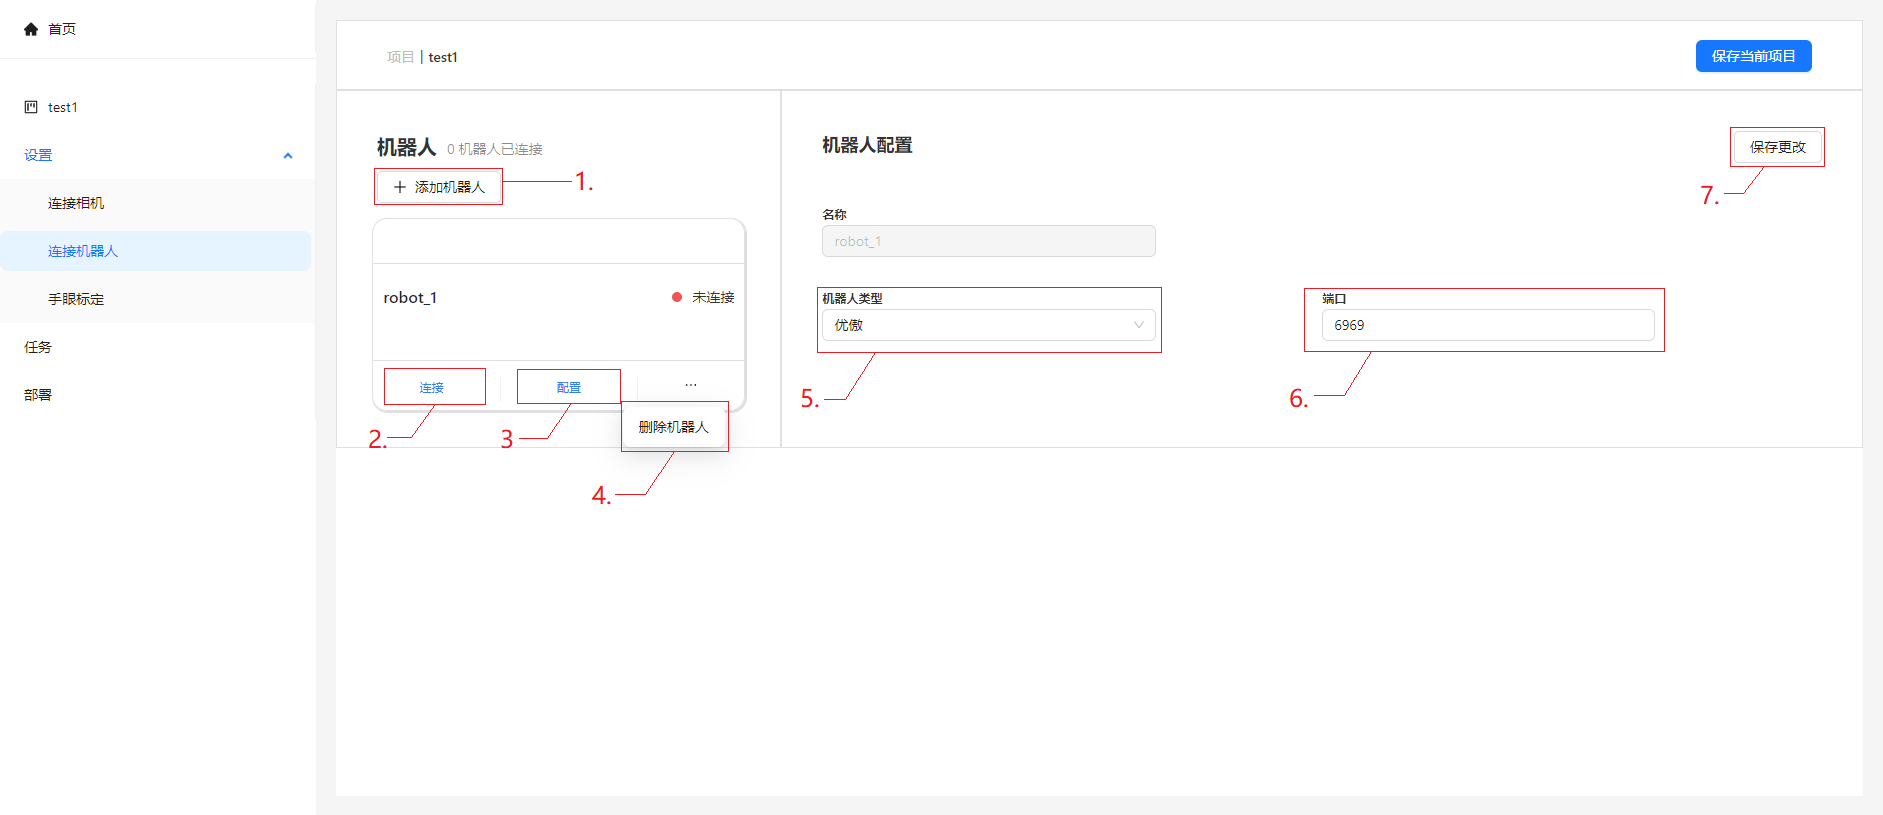 首页
test1
设置
连接相机
连接机器人
手眼标定
任务
部署
项目 | test1
保存当前项目
机器人 0 机器人已连接
添加机器人
1.
robot_1
未连接
连接
配置
...
删除机器人
2.
3
4.
机器人配置
保存更改
7.
名称
robot_1
机器人类型
优傲
5.
端口
6969
6.